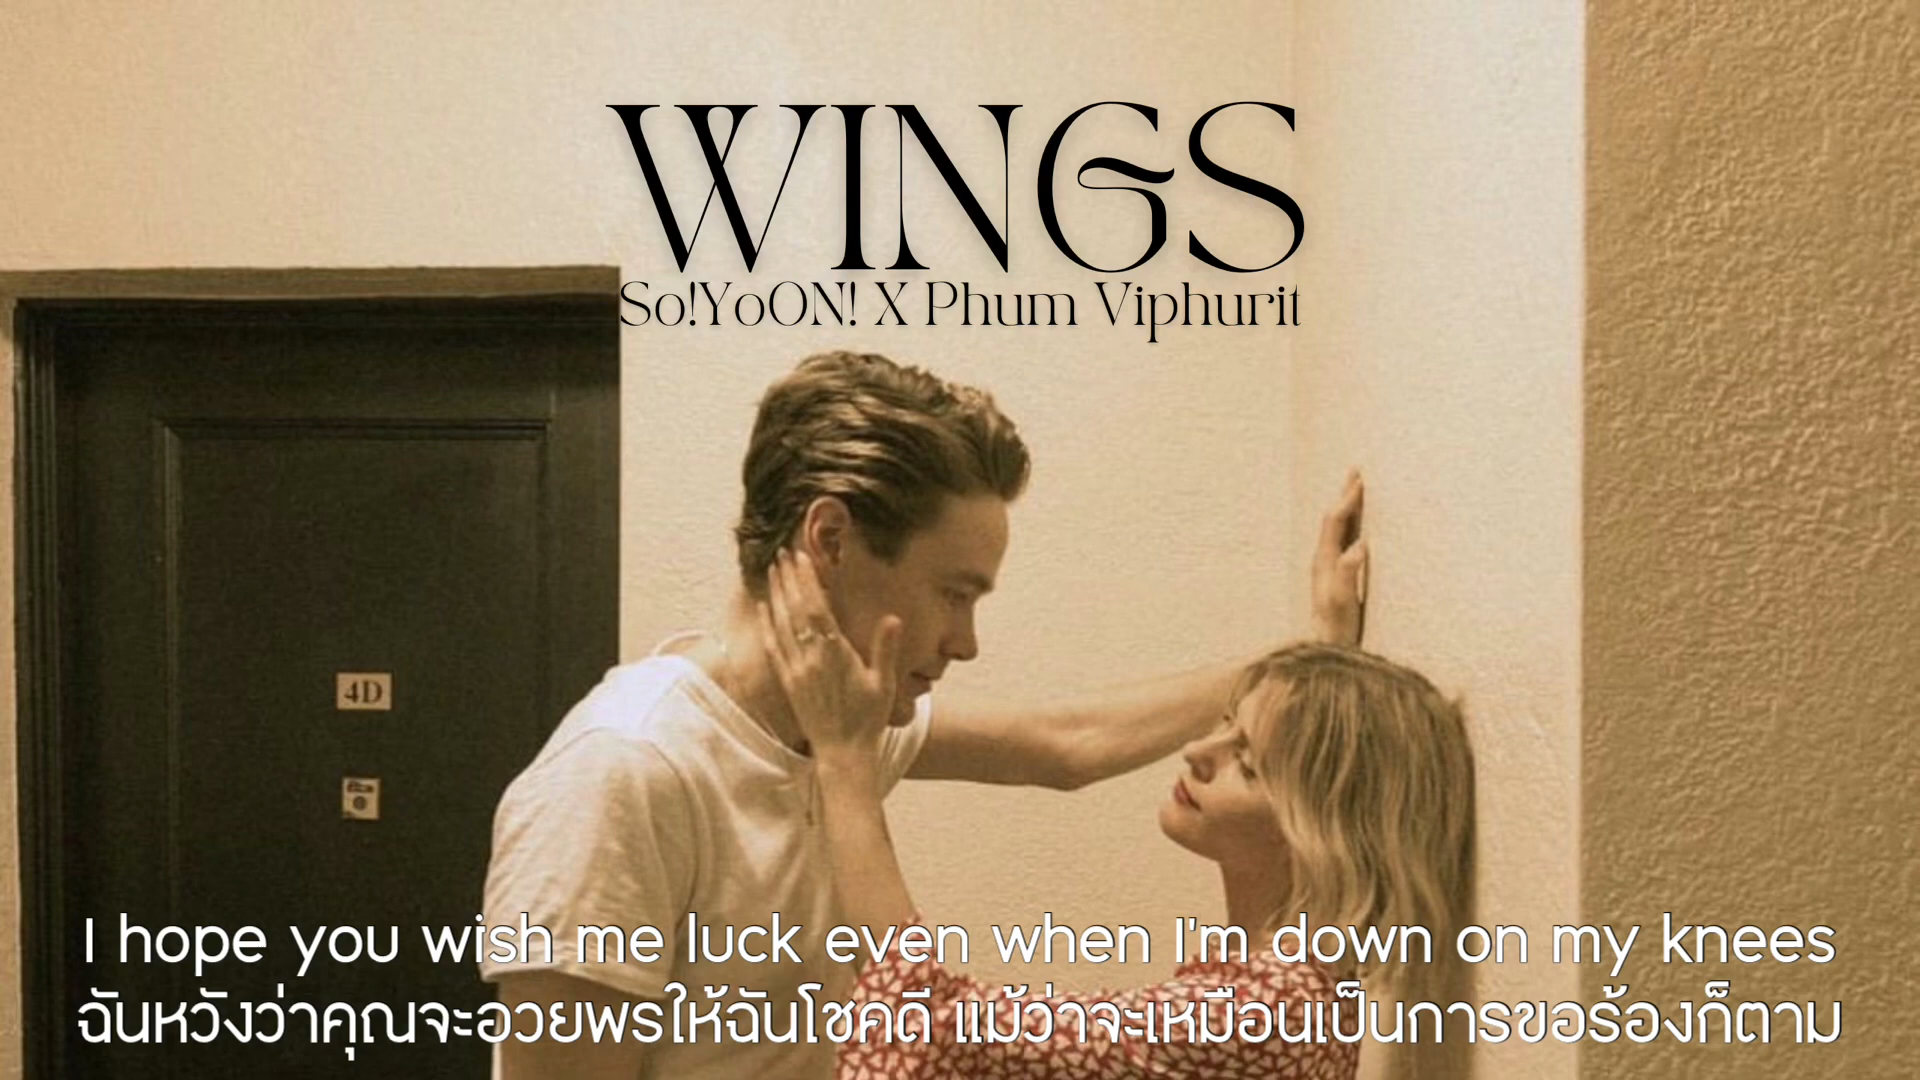 WINGS
So!YoON! X Phum Viphurit
4D
I hope you wish me luck even when I'm down on my knees
ฉันหวังว่าคุณจะอวยพรให้ฉันโชคดี แม้ว่าจะเหมือนเป็นการขอร้องก็ตาม